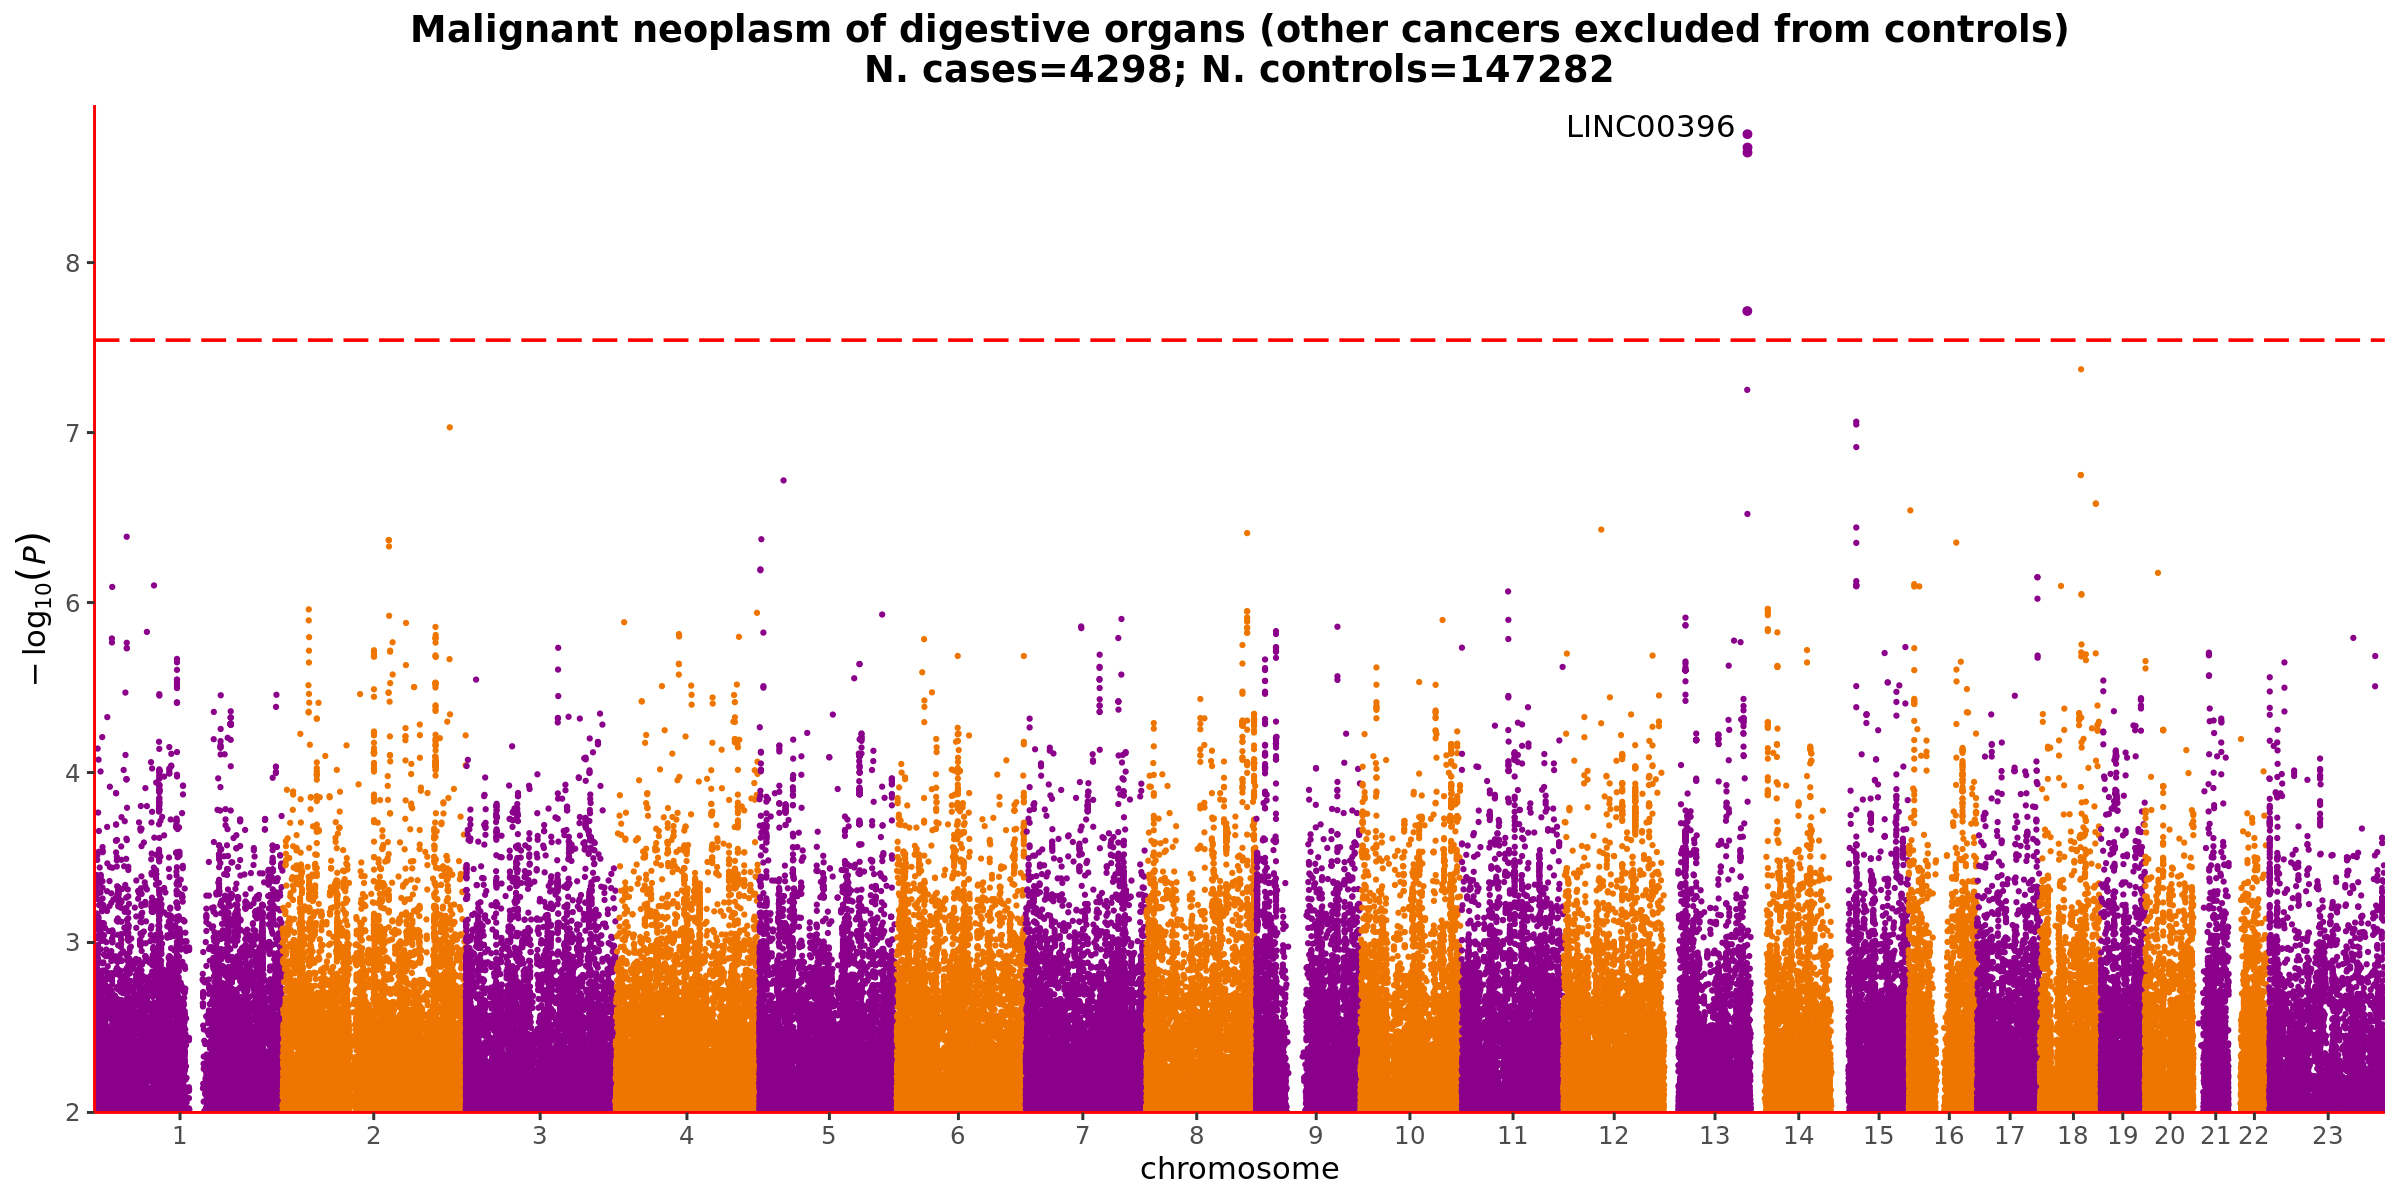 Malignant neoplasm of digestive organs (other cancers excluded from controls)
N. cases=4298; N. controls=147282
LINC00396
8
7
6
5
4
3
2
−log10(P)
1 2 3 4 5 6 7 8 9 10 11 12 13 14 15 16 17 18 19 20 21 22 23
chromosome